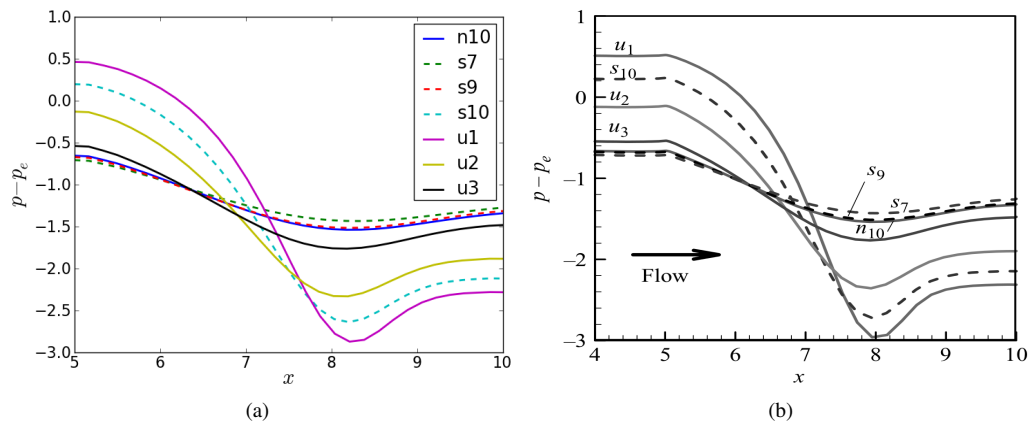 1.0
0.5
0.0
−0.5
−1.0
−1.5
−2.0
−2.5
−3.0
5
6
7
8
9
10
p−p_e
x
n10
s7
s9
s10
u1
u2
u3
(a)
1
0
−1
−2
−3
4
5
6
7
8
9
10
p − p_e
x
u_1
s_10
u_2
u_3
s_9
s_7
n_10
Flow
(b)